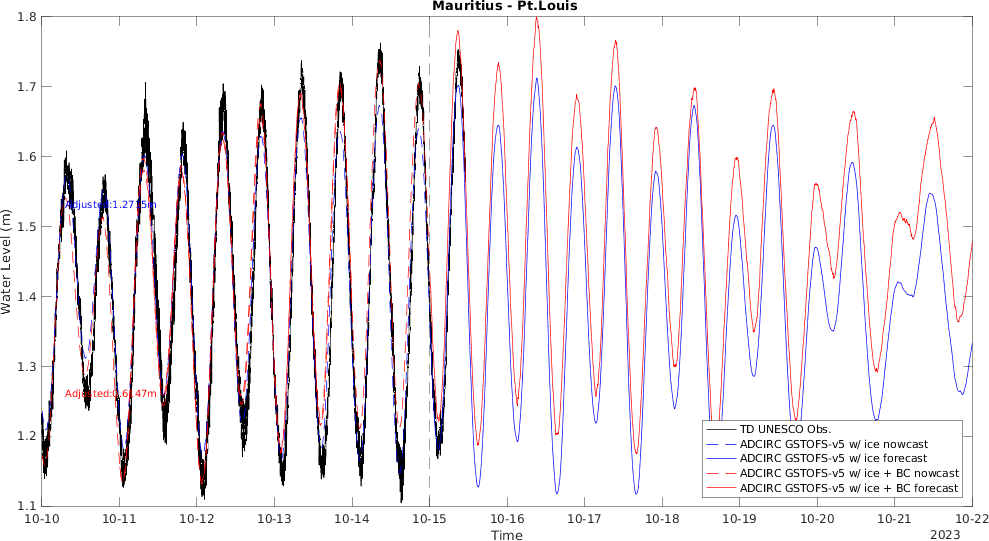 Mauritius - Pt.Louis
Water Level (m)
1.8
1.7
1.6
1.5
1.4
1.3
1.2
1.1
Adjusted:1.2715m
Adjusted:0.6147m
TD UNESCO Obs.
ADCIRC GSTOFS-v5 w/ ice nowcast
ADCIRC GSTOFS-v5 w/ ice forecast
ADCIRC GSTOFS-v5 w/ ice + BC nowcast
ADCIRC GSTOFS-v5 w/ ice + BC forecast
10-10 10-11 10-12 10-13 10-14 10-15 10-16 10-17 10-18 10-19 10-20 10-21 10-22
Time
2023